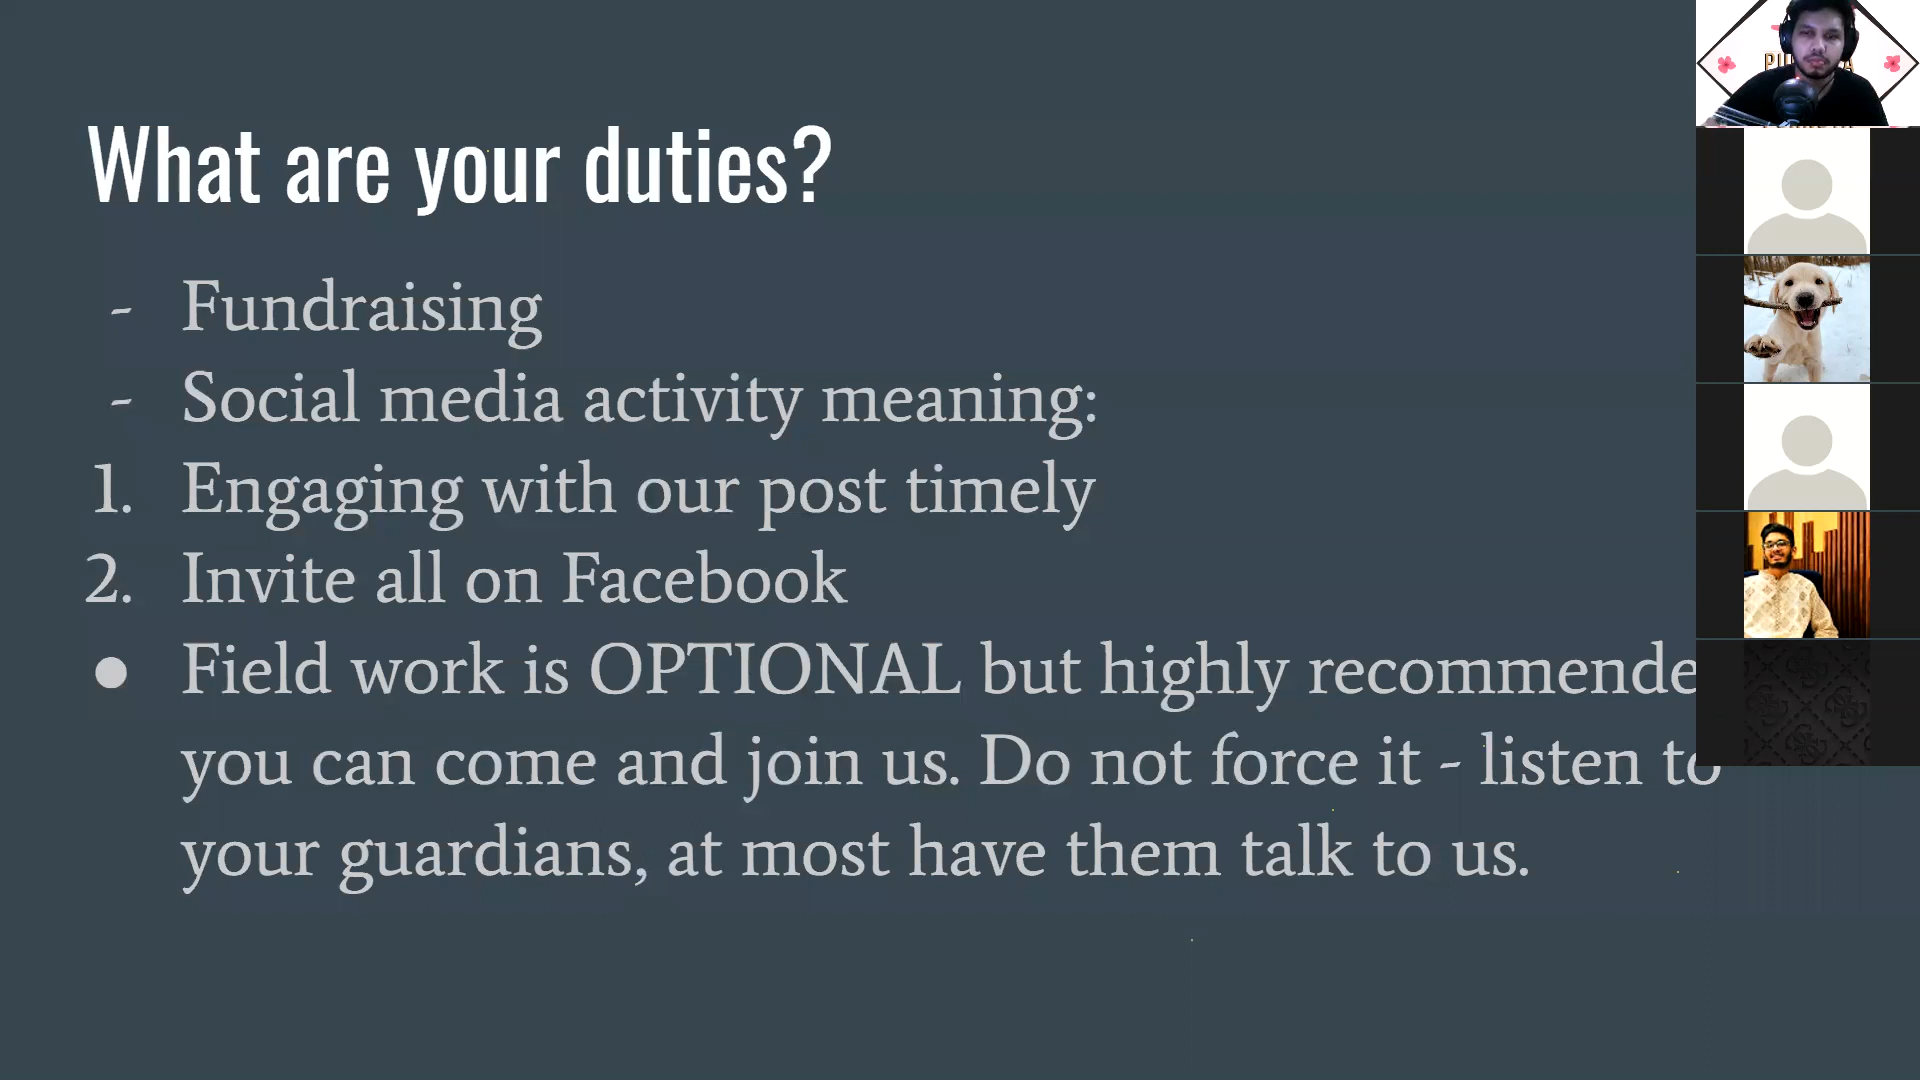 What are your duties?
- Fundraising
- Social media activity meaning:
1. Engaging with our post timely
2. Invite all on Facebook
● Field work is OPTIONAL but highly recommende
you can come and join us. Do not force it - listen to
your guardians, at most have them talk to us.